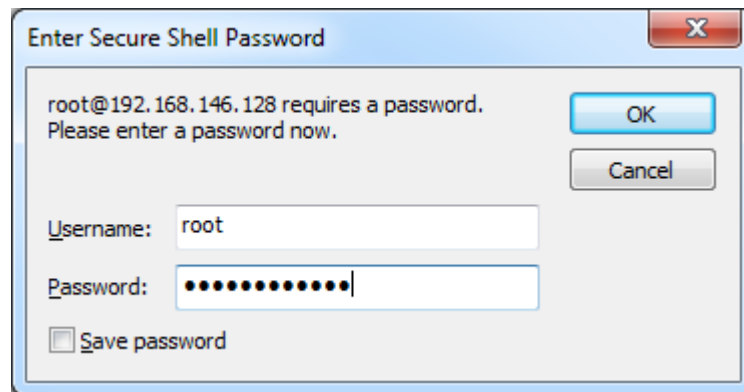 Enter Secure Shell Password
root@192.168.146.128 requires a password.
Please enter a password now.
OK
Cancel
Username: root
Password: ••••••••••••
Save password